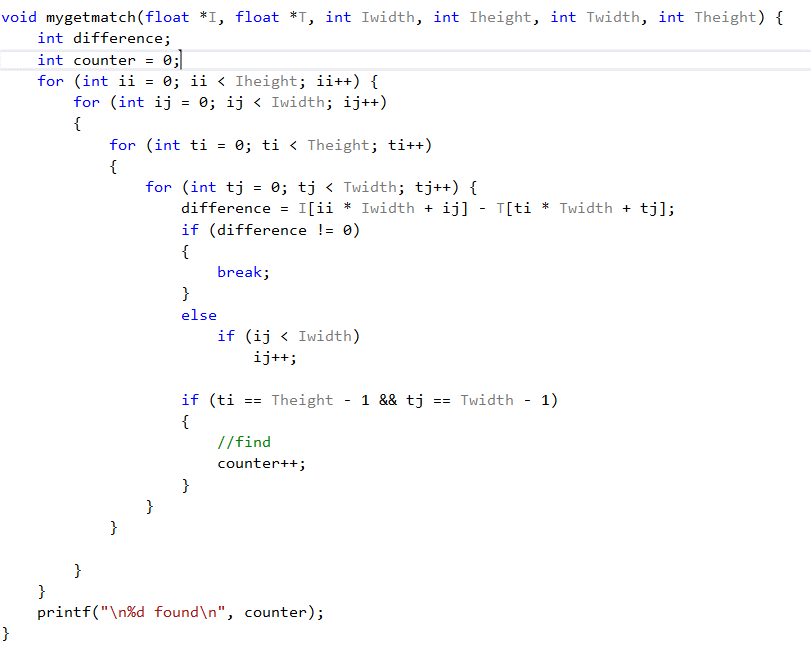 void mygetmatch(float *I, float *T, int Iwidth, int Iheight, int Twidth, int Theight) {
    int difference;
    int counter = 0;
    for (int ii = 0; ii < Iheight; ii++) {
        for (int ij = 0; ij < Iwidth; ij++)
        {
            for (int ti = 0; ti < Theight; ti++)
            {
                for (int tj = 0; tj < Twidth; tj++) {
                    difference = I[ii * Iwidth + ij] - T[ti * Twidth + tj];
                    if (difference != 0)
                    {
                        break;
                    }
                    else
                        if (ij < Iwidth)
                            ij++;

                    if (ti == Theight - 1 && tj == Twidth - 1)
                    {
                        //find
                        counter++;
                    }
                }
            }

        }
    }
    printf("\n%d found\n", counter);
}